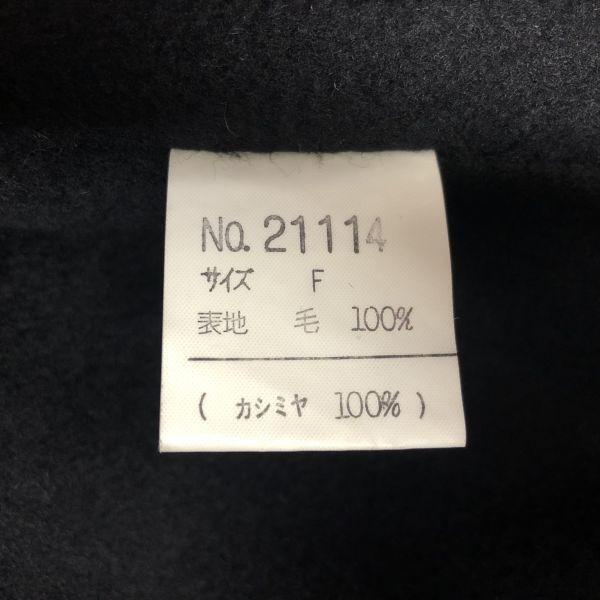 NO. 21114
サイズ F
表地 毛 100%
( カシミヤ 100% )